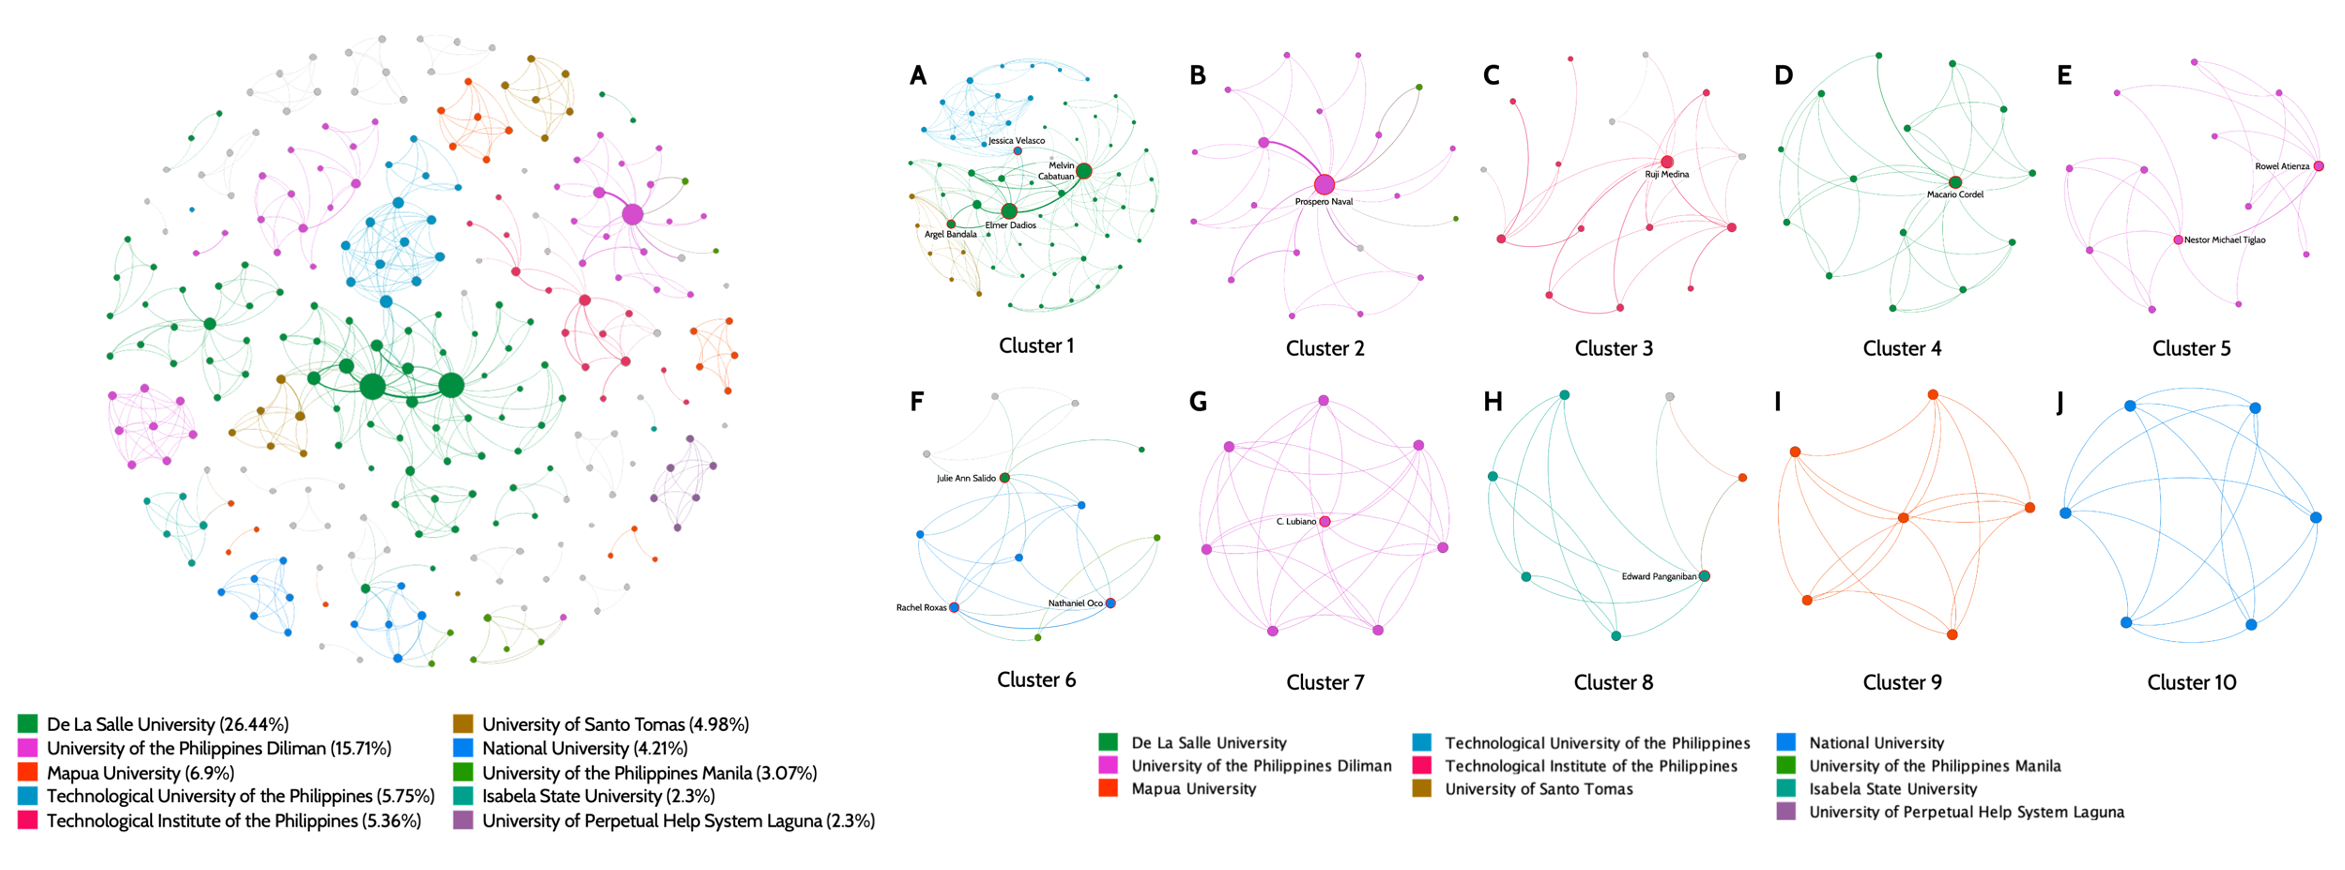 De La Salle University (26.44%)
University of the Philippines Diliman (15.71%)
Mapua University (6.9%)
Technological University of the Philippines (5.75%)
Technological Institute of the Philippines (5.36%)
University of Santo Tomas (4.98%)
National University (4.21%)
University of the Philippines Manila (3.07%)
Isabela State University (2.3%)
University of Perpetual Help System Laguna (2.3%)
A
Jessica Velasco
Melvin
Cabatuan
Argel Bandala
Elmer Dadios
Cluster 1
B
Prospero Naval
Cluster 2
C
Ruji Medina
Cluster 3
D
Macario Cordel
Cluster 4
E
Rowel Atienza
Nestor Michael Tiglao
Cluster 5
F
Julie Ann Salido
Rachel Roxas
Nathaniel Oco
Cluster 6
G
C. Lubiano
Cluster 7
H
Edward Panganiban
Cluster 8
I
Cluster 9
J
Cluster 10
De La Salle University
University of the Philippines Diliman
Mapua University
Technological University of the Philippines
Technological Institute of the Philippines
University of Santo Tomas
National University
University of the Philippines Manila
Isabela State University
University of Perpetual Help System Laguna